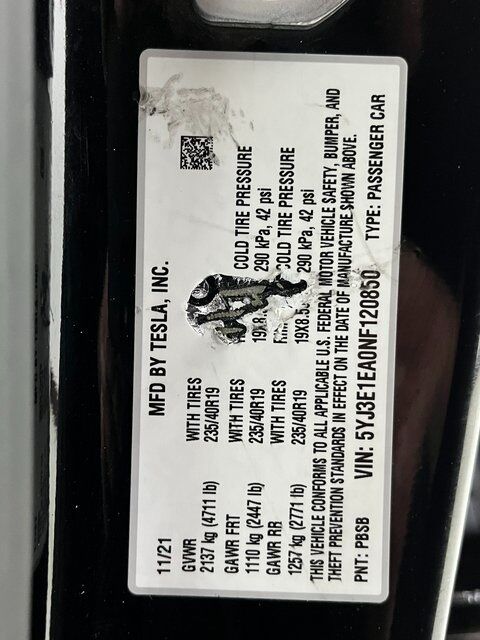 MFD BY TESLA, INC.
11/21
GVWR WITH TIRES
2137 kg (4711 lb) 235/40R19
GAWR FRT WITH TIRES COLD TIRE PRESSURE
1110 kg (2447 lb) 235/40R19 290 kPa, 42 psi
GAWR RR WITH TIRES COLD TIRE PRESSURE
1257 kg (2771 lb) 235/40R19 19X8.5 290 kPa, 42 psi
THIS VEHICLE CONFORMS TO ALL APPLICABLE U.S. FEDERAL MOTOR VEHICLE SAFETY, BUMPER, AND
THEFT PREVENTION STANDARDS IN EFFECT ON THE DATE OF MANUFACTURE SHOWN ABOVE.
PNT: PBSB VIN: 5YJ3E1EA0NF120850 TYPE: PASSENGER CAR